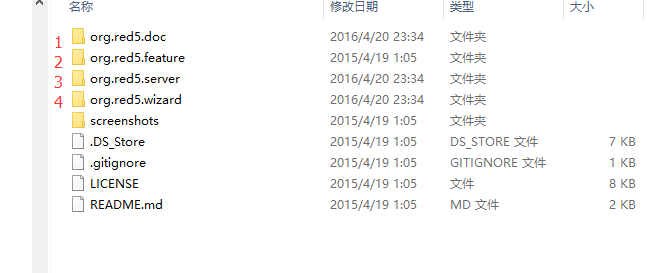 名称 修改日期 类型 大小
1 org.red5.doc 2016/4/20 23:34 文件夹
2 org.red5.feature 2015/4/19 1:05 文件夹
3 org.red5.server 2016/4/20 23:34 文件夹
4 org.red5.wizard 2016/4/20 23:34 文件夹
screenshots 2015/4/19 1:05 文件夹
.DS_Store 2015/4/19 1:05 DS_STORE 文件 7 KB
.gitignore 2015/4/19 1:05 GITIGNORE 文件 1 KB
LICENSE 2015/4/19 1:05 文件 8 KB
README.md 2015/4/19 1:05 MD 文件 2 KB